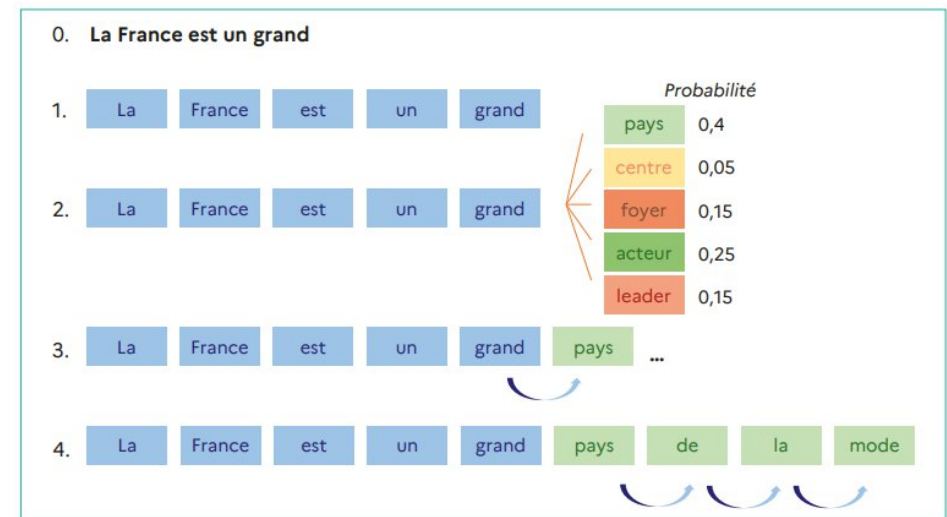 0. La France est un grand
Probabilité
1. La France est un grand
pays 0,4
centre 0,05
2. La France est un grand
foyer 0,15
acteur 0,25
leader 0,15
3. La France est un grand pays ...
4. La France est un grand pays de la mode